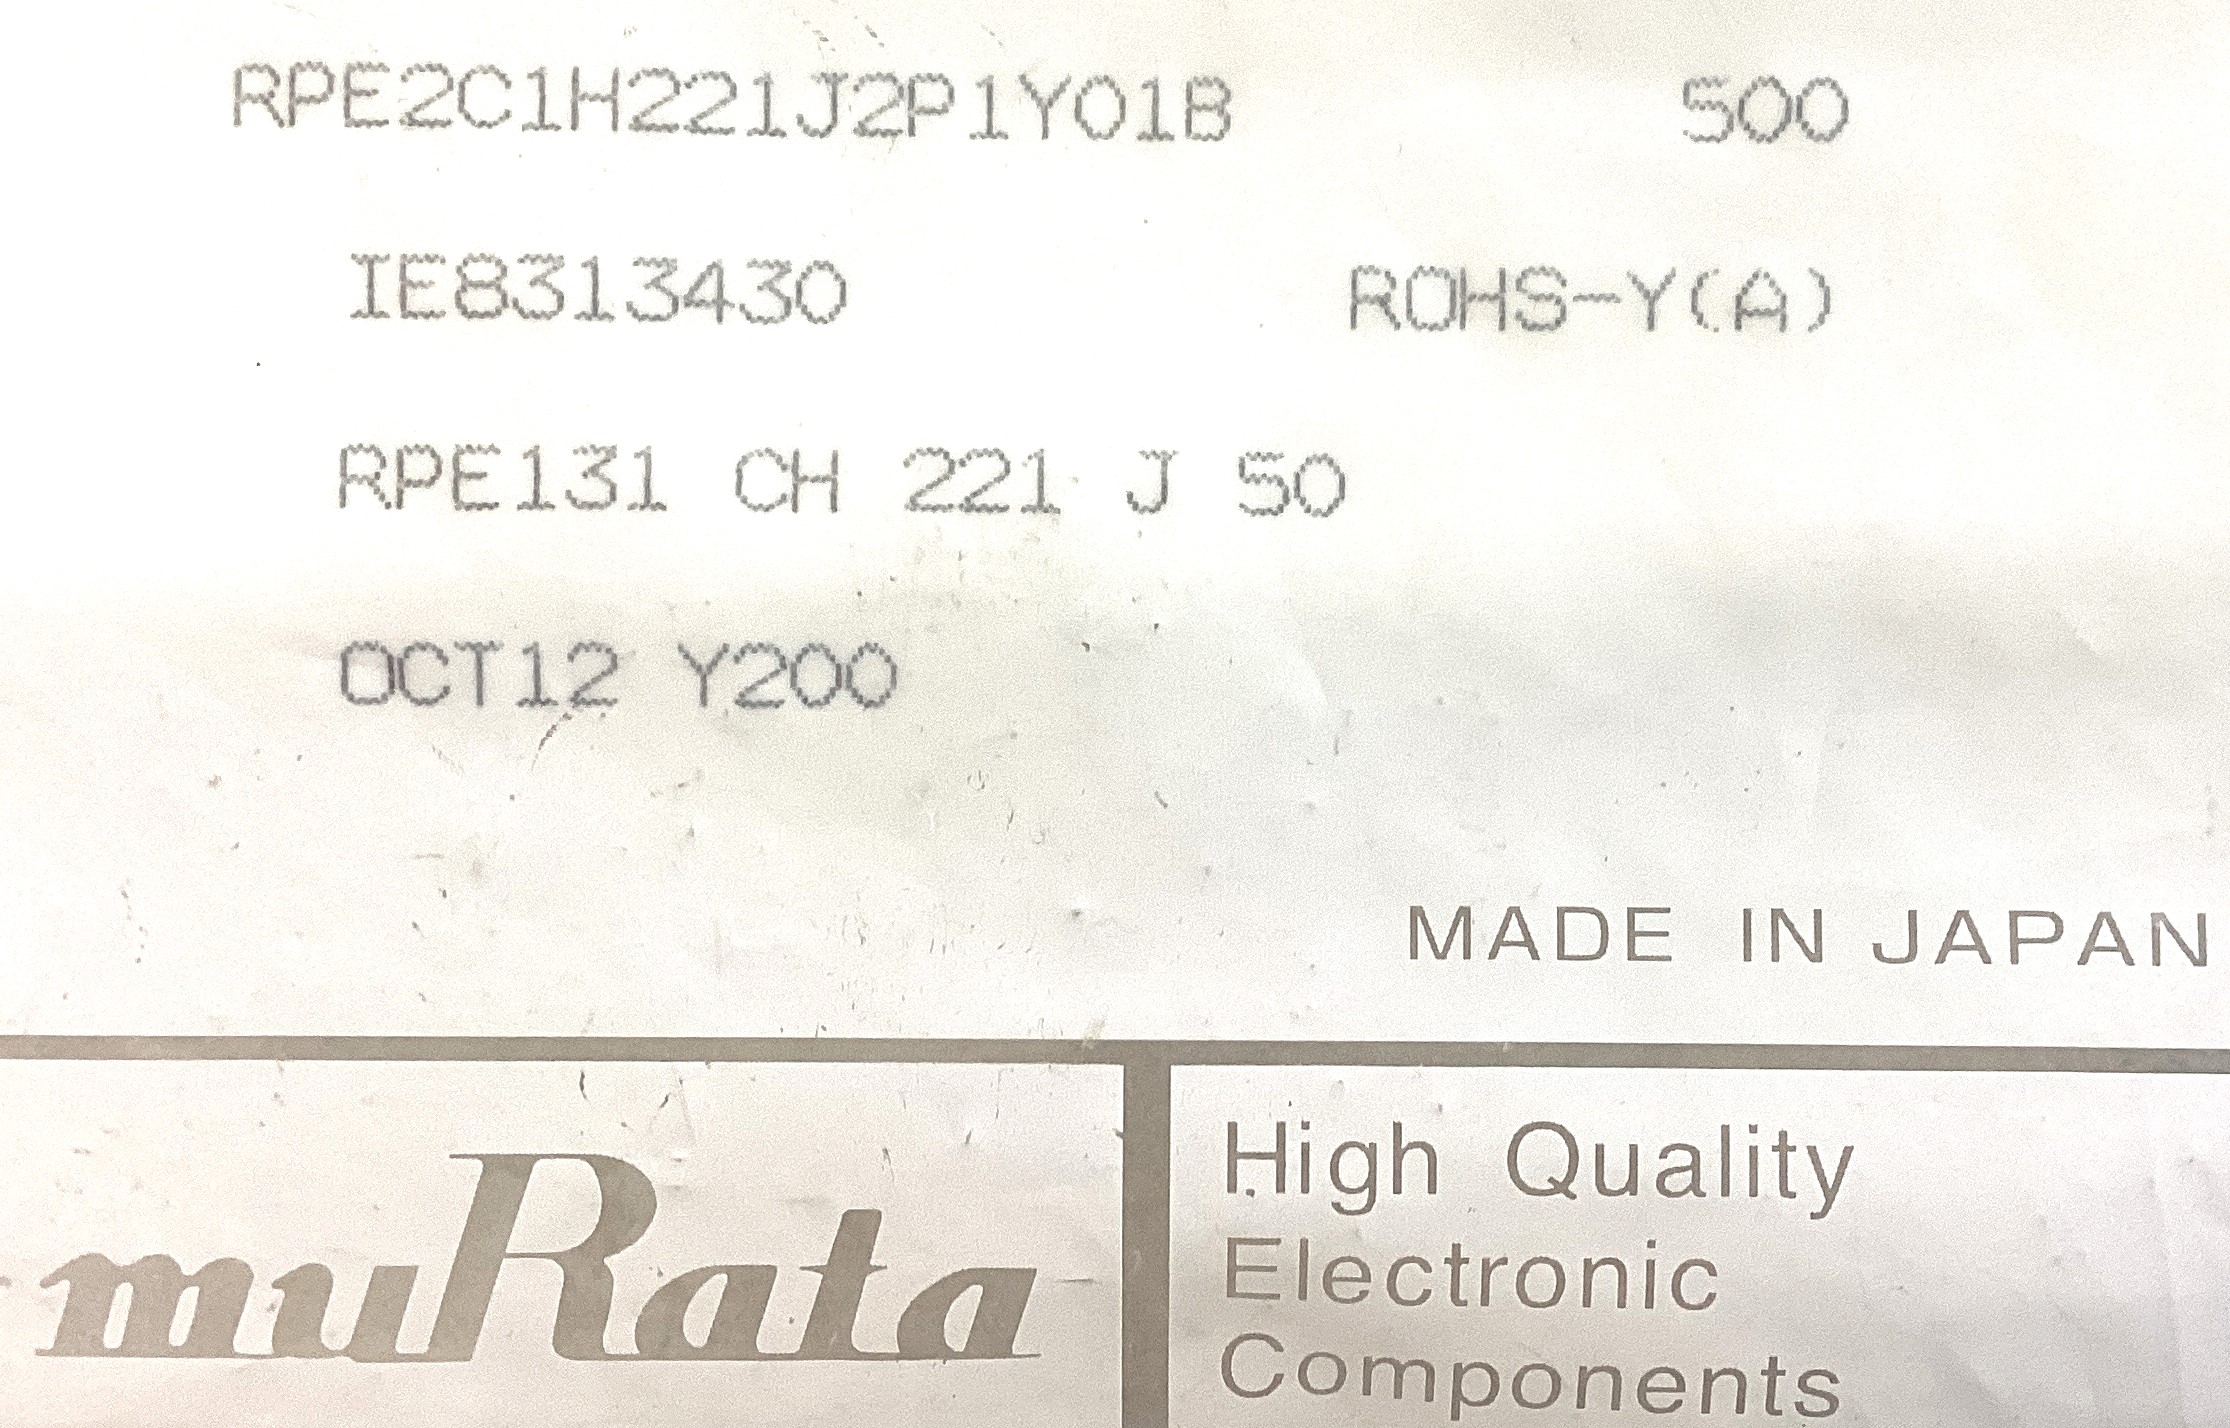 RPE2C1H221J2P1Y01B 500
IE8313430 ROHS-Y(A)
RPE131 CH 221 J 50
OCT12 Y200
MADE IN JAPAN
muRata
High Quality
Electronic
Components